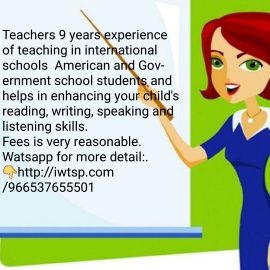 Teachers 9 years experience
of teaching in international
schools  American and Gov-
ernment school students and
helps in enhancing your child's
reading, writing, speaking and
listening skills.
Fees is very reasonable.
Watsapp for more detail:.
👇http://iwtsp.com
/966537655501